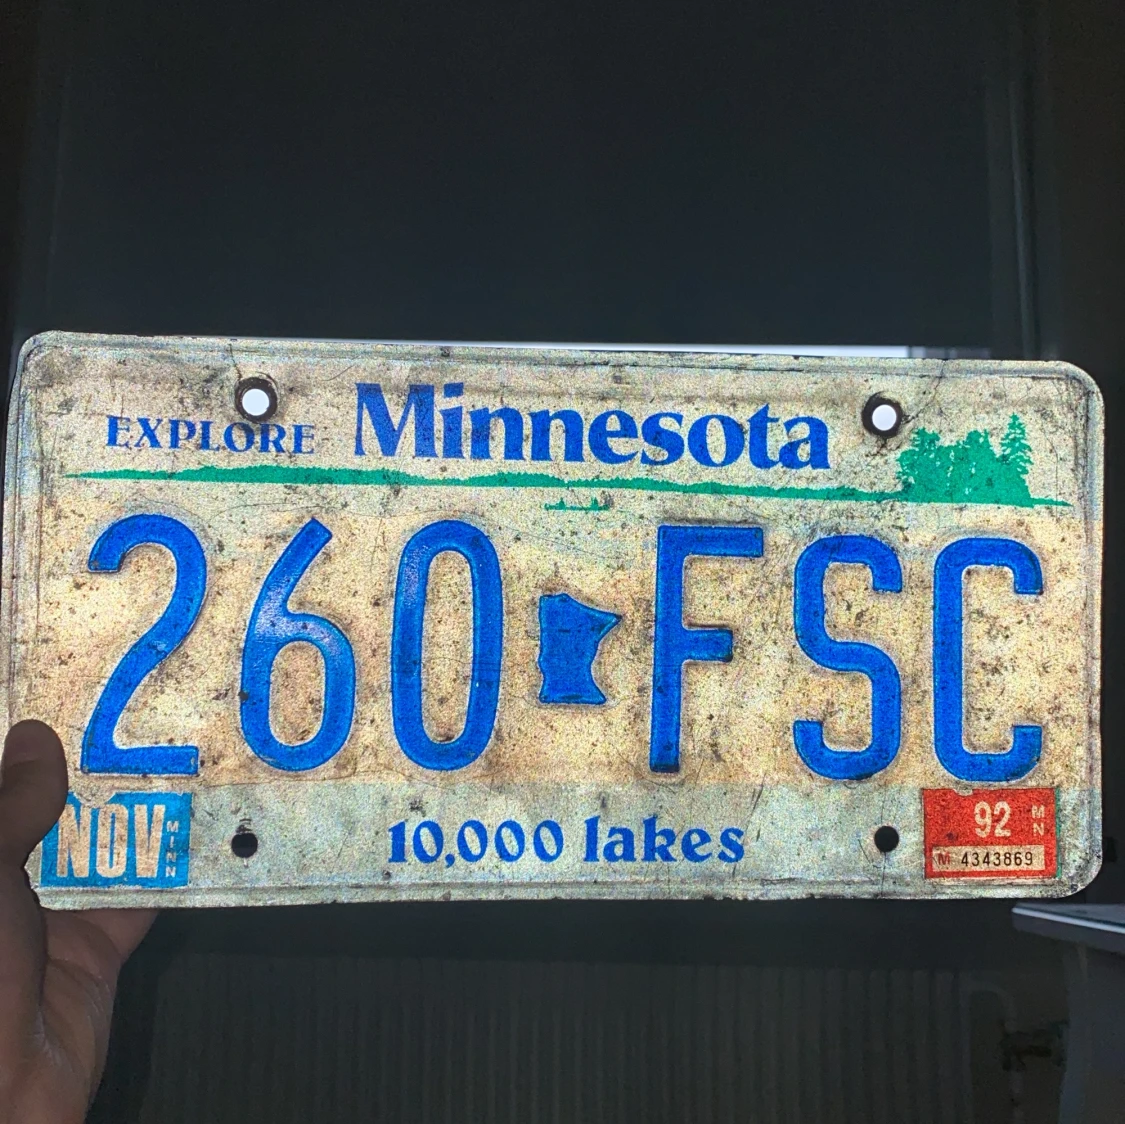 EXPLORE Minnesota
260 FSC
NOV MINN
10,000 lakes
92 MN
M 4343869